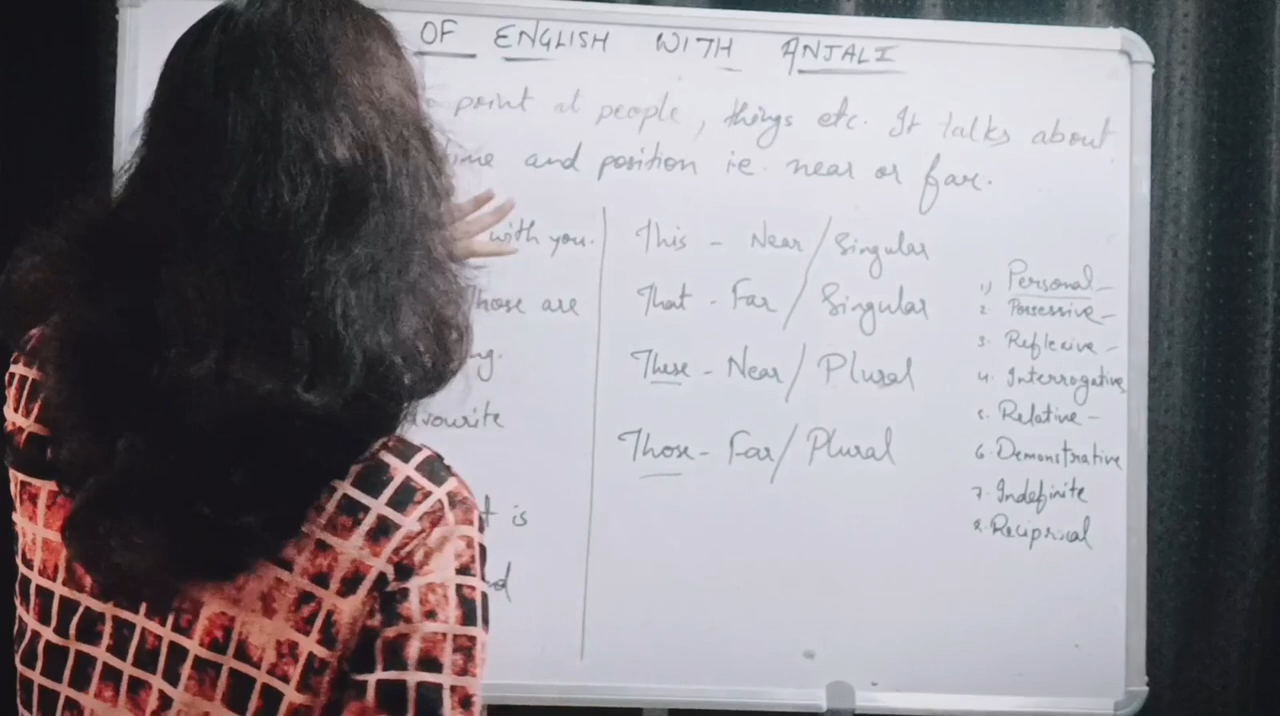 OF ENGLISH WITH ANJALI
point at people, things etc. It talks about
and position ie. near or far.
with you.
Those are
This - Near / Singular
That - Far / Singular
These - Near / Plural
Those - Far / Plural
is
1) Personal -
2 Possessive -
3. Reflexive -
4. Interrogative
5. Relative -
6. Demonstrative
7. Indefinite
8. Reciprocal